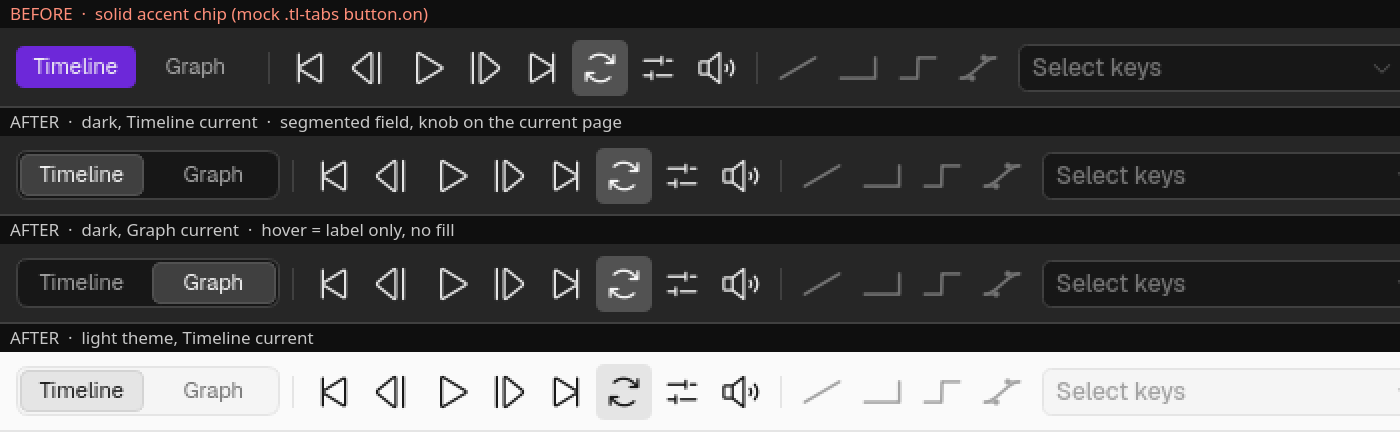 BEFORE · solid accent chip (mock .tl-tabs button.on)
Timeline Graph Select keys
AFTER · dark, Timeline current · segmented field, knob on the current page
Timeline Graph Select keys
AFTER · dark, Graph current · hover = label only, no fill
Timeline Graph Select keys
AFTER · light theme, Timeline current
Timeline Graph Select keys